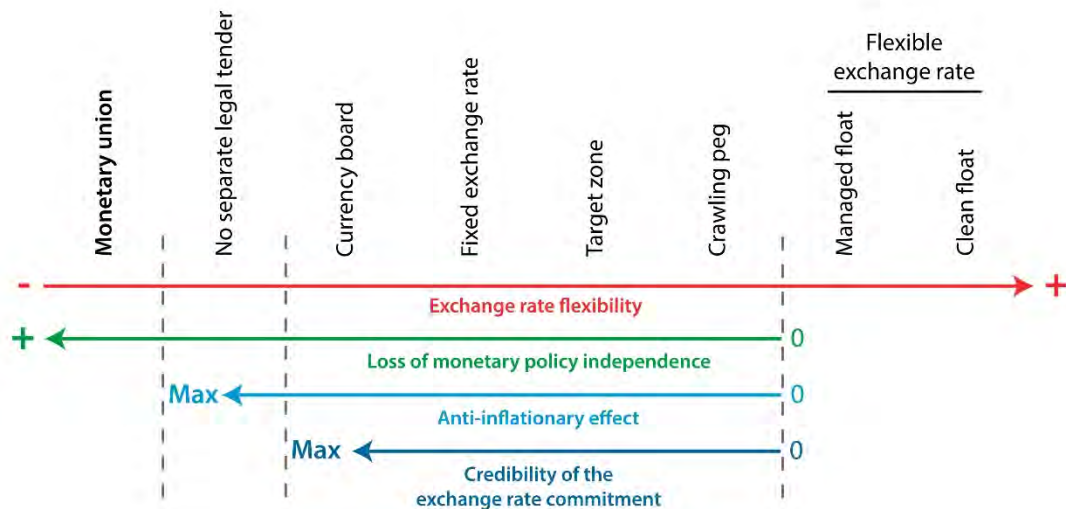 Flexible
exchange rate
Monetary union
No separate legal tender
Currency board
Fixed exchange rate
Target zone
Crawling peg
Managed float
Clean float
- +
Exchange rate flexibility
+ 0
Loss of monetary policy independence
Max 0
Anti-inflationary effect
Max 0
Credibility of the
exchange rate commitment